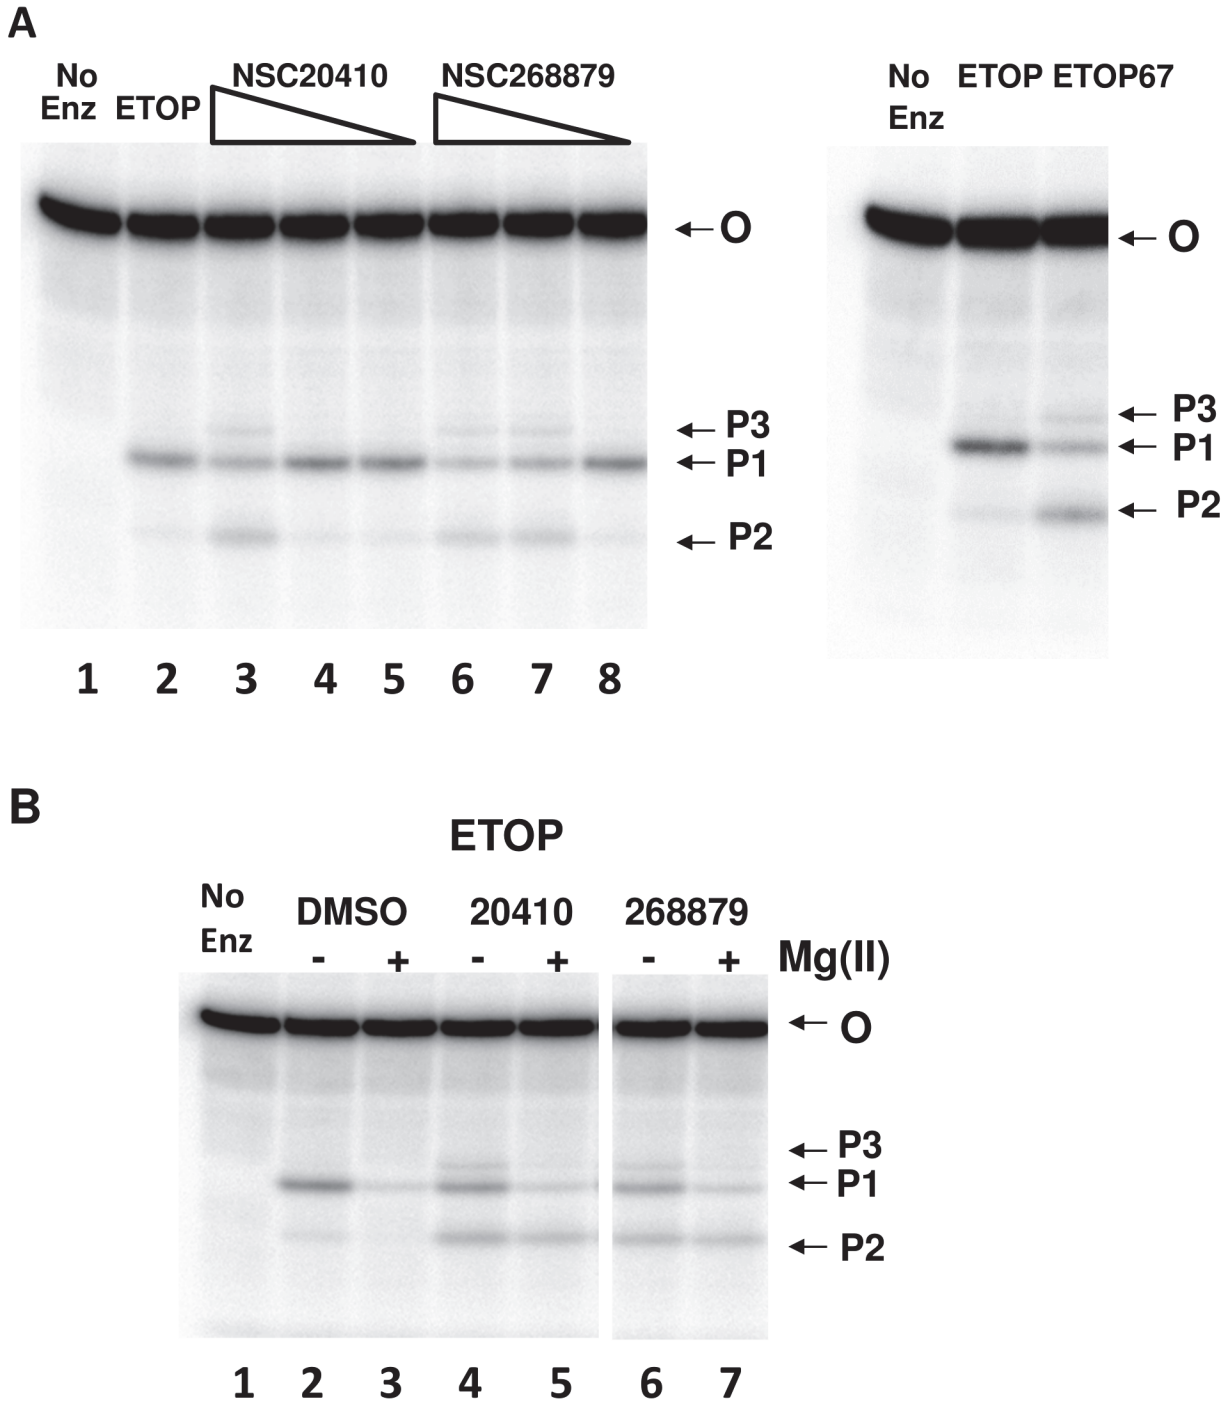 A
No
Enz
ETOP
NSC20410
NSC268879
O
P3
P1
P2
1 2 3 4 5 6 7 8
No
Enz
ETOP ETOP67
O
P3
P1
P2
B
ETOP
No
Enz
DMSO 20410 268879
- + - + - + Mg(II)
O
P3
P1
P2
1 2 3 4 5 6 7